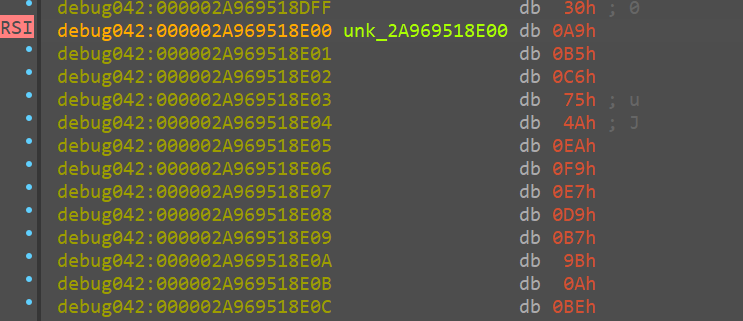 debug042:000002A969518DFF db 30h ; 0
RSI debug042:000002A969518E00 unk_2A969518E00 db 0A9h
debug042:000002A969518E01 db 0B5h
debug042:000002A969518E02 db 0C6h
debug042:000002A969518E03 db 75h ; u
debug042:000002A969518E04 db 4Ah ; J
debug042:000002A969518E05 db 0EAh
debug042:000002A969518E06 db 0F9h
debug042:000002A969518E07 db 0E7h
debug042:000002A969518E08 db 0D9h
debug042:000002A969518E09 db 0B7h
debug042:000002A969518E0A db 9Bh
debug042:000002A969518E0B db 0Ah
debug042:000002A969518E0C db 0BEh